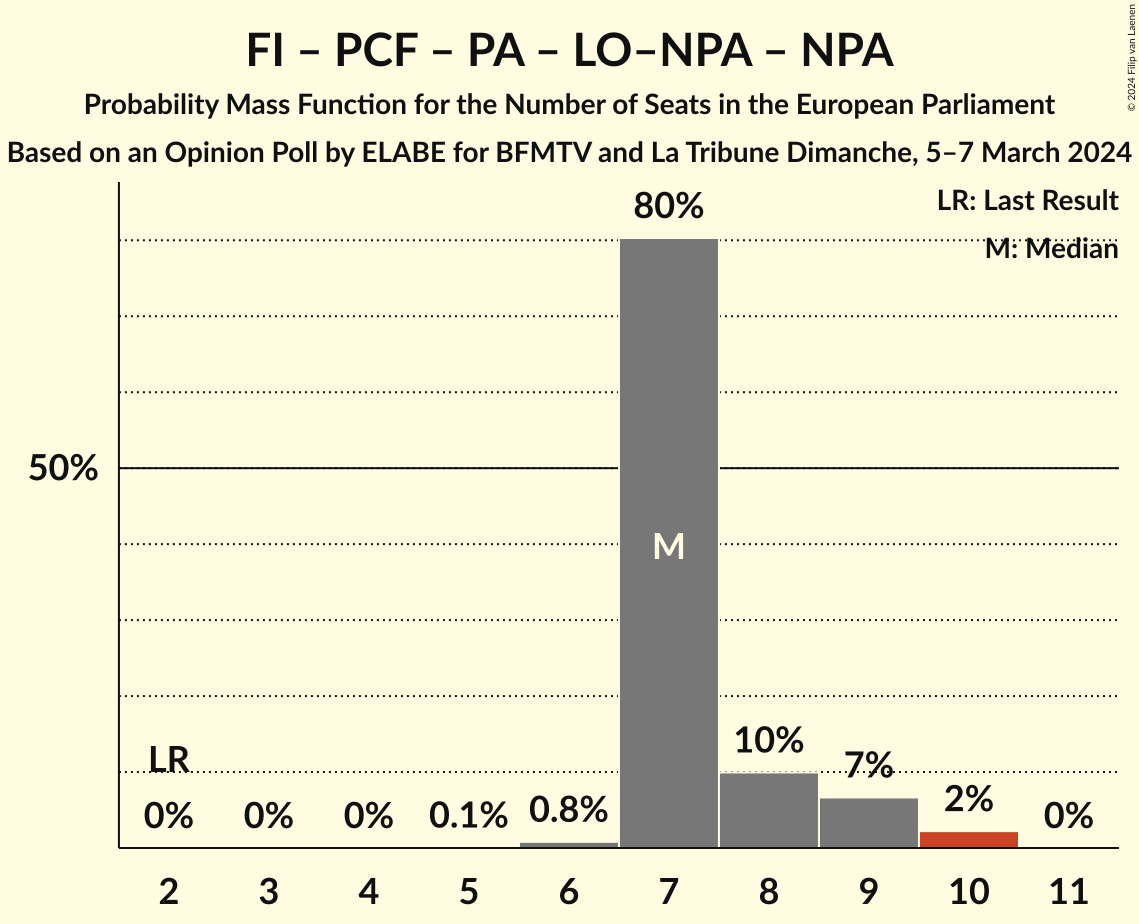 FI – PCF – PA – LO–NPA – NPA
Probability Mass Function for the Number of Seats in the European Parliament
Based on an Opinion Poll by ELABE for BFMTV and La Tribune Dimanche, 5–7 March 2024
© 2024 Filip van Laenen
LR: Last Result
M: Median
80%
50%
M
LR
10%
7%
0%
0%
0%
0.1%
0.8%
2%
0%
2 3 4 5 6 7 8 9 10 11